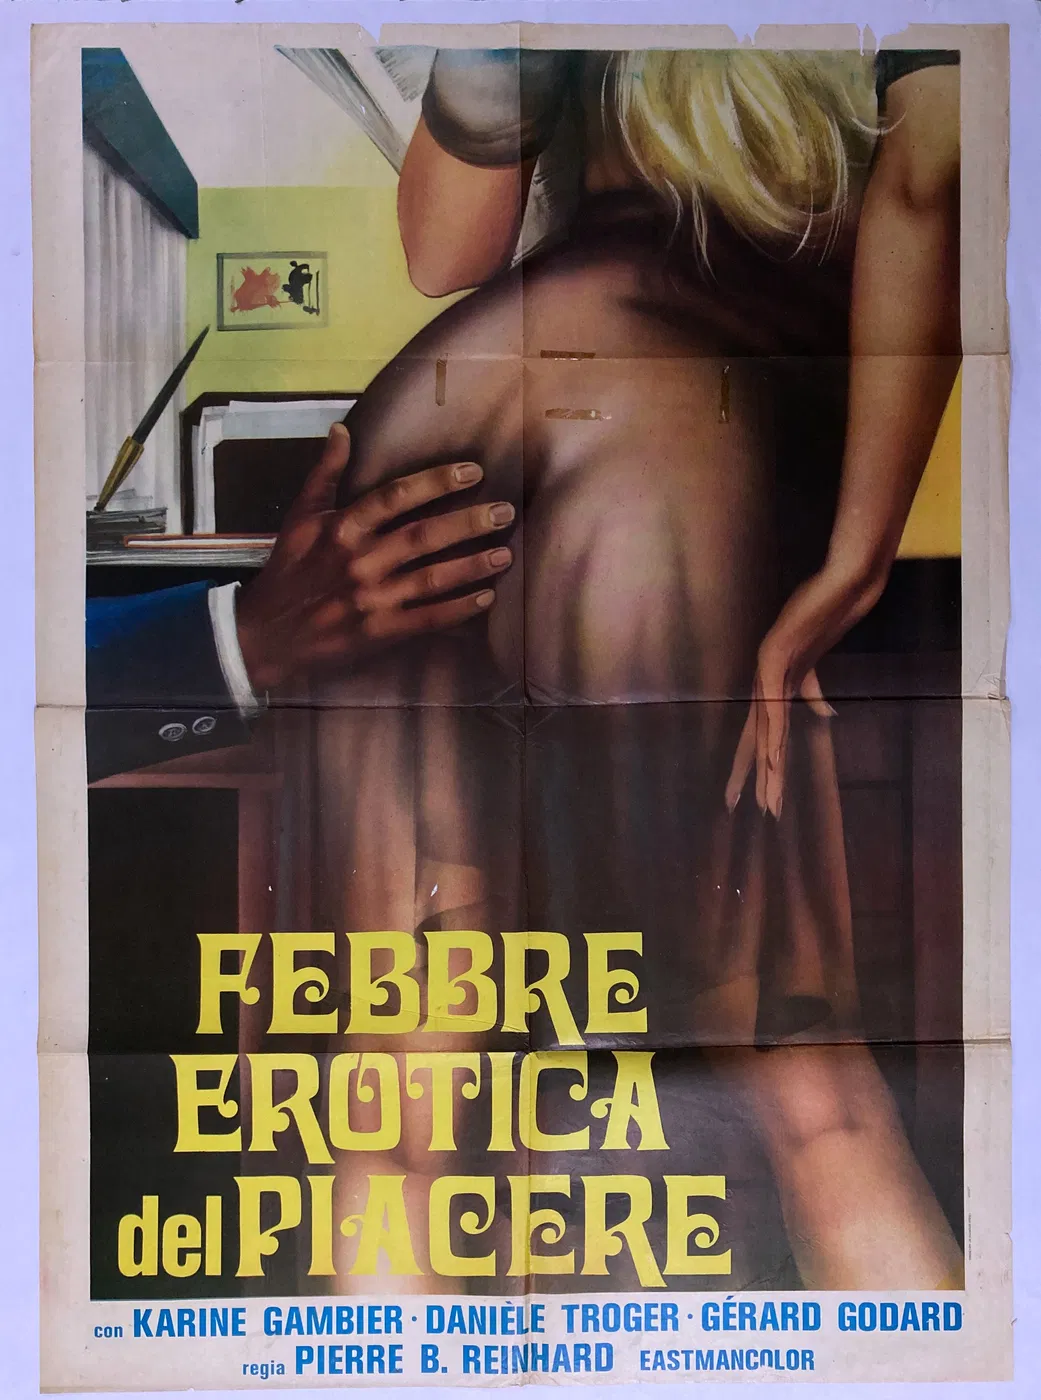 FEBBRE
EROTICA
del PIACERE
con KARINE GAMBIER · DANIÈLE TROGER · GÉRARD GODARD
regia PIERRE B. REINHARD EASTMANCOLOR